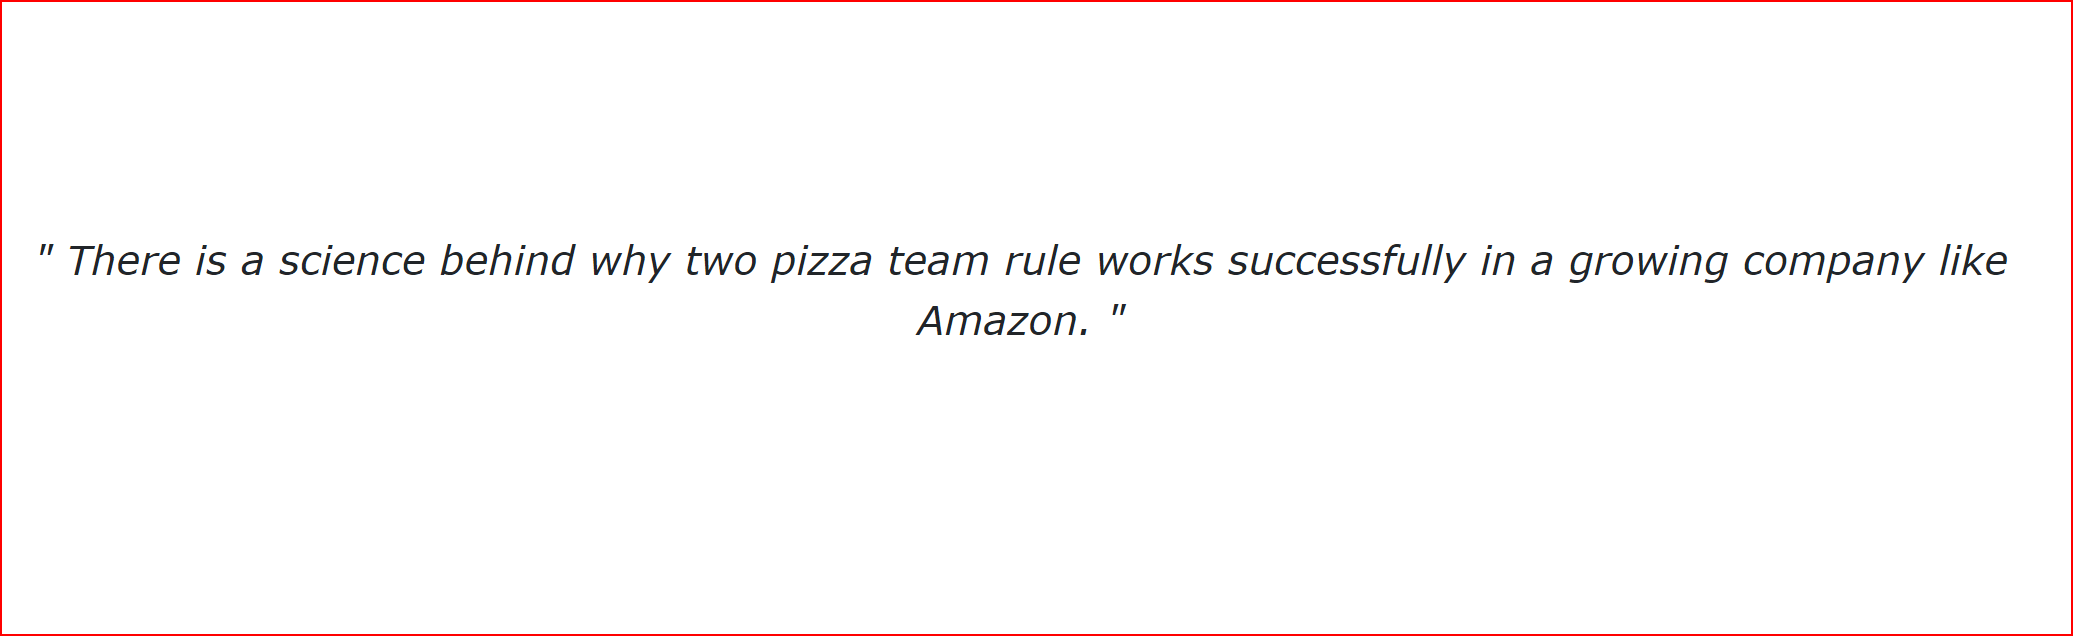 " There is a science behind why two pizza team rule works successfully in a growing company like
Amazon. "